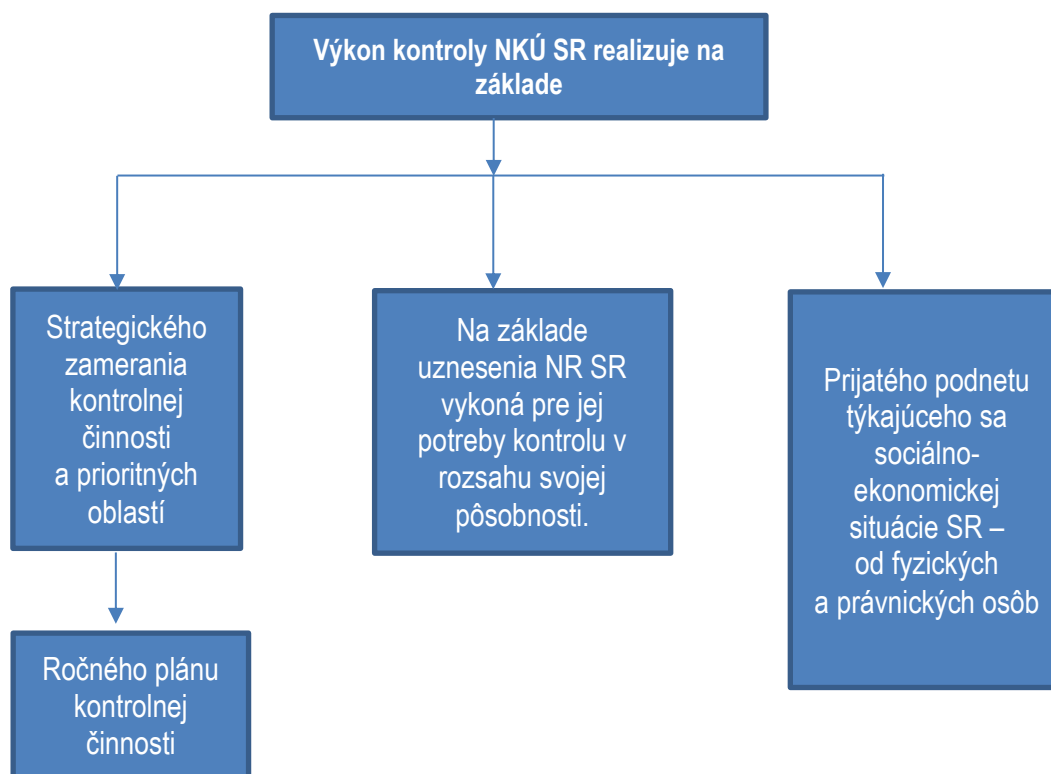 Výkon kontroly NKÚ SR realizuje na
základe
Strategického
zamerania
kontrolnej
činnosti
a prioritných
oblastí
Na základe
uznesenia NR SR
vykoná pre jej
potreby kontrolu v
rozsahu svojej
pôsobnosti.
Prijatého podnetu
týkajúceho sa
sociálno-
ekonomickej
situácie SR –
od fyzických
a právnických osôb
Ročného plánu
kontrolnej
činnosti